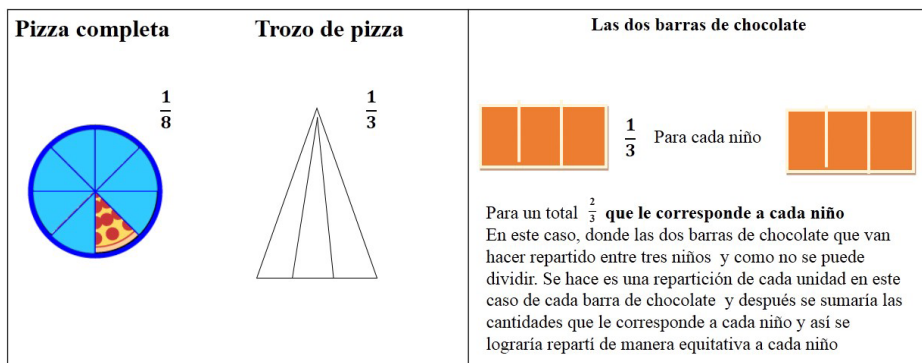 Pizza completa
Trozo de pizza
1/8
1/3
Las dos barras de chocolate
1/3 Para cada niño
Para un total 2/3 que le corresponde a cada niño
En este caso, donde las dos barras de chocolate que van
hacer repartido entre tres niños y como no se puede
dividir. Se hace es una repartición de cada unidad en este
caso de cada barra de chocolate y después se sumaría las
cantidades que le corresponde a cada niño y así se
lograría repartí de manera equitativa a cada niño